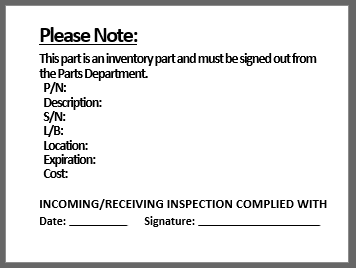 Please Note:
This part is an inventory part and must be signed out from
the Parts Department.
P/N:
Description:
S/N:
L/B:
Location:
Expiration:
Cost:
INCOMING/RECEIVING INSPECTION COMPLIED WITH
Date: __________ Signature: ____________________